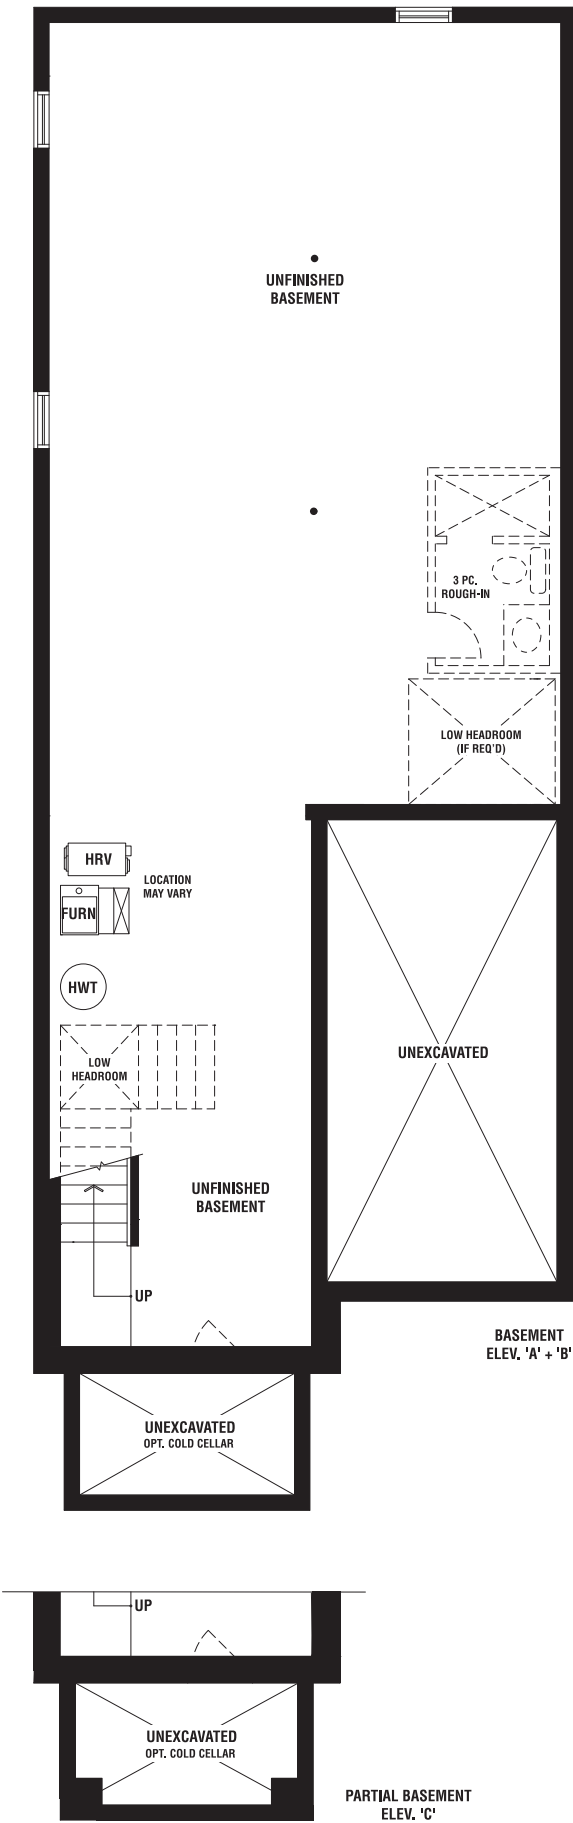 UNFINISHED
BASEMENT
3 PC.
ROUGH-IN
LOW HEADROOM
(IF REQ'D)
HRV
LOCATION
MAY VARY
FURN
HWT
LOW
HEADROOM
UNEXCAVATED
UNFINISHED
BASEMENT
UP
BASEMENT
ELEV. 'A' + 'B'
UNEXCAVATED
OPT. COLD CELLAR
UP
UNEXCAVATED
OPT. COLD CELLAR
PARTIAL BASEMENT
ELEV. 'C'